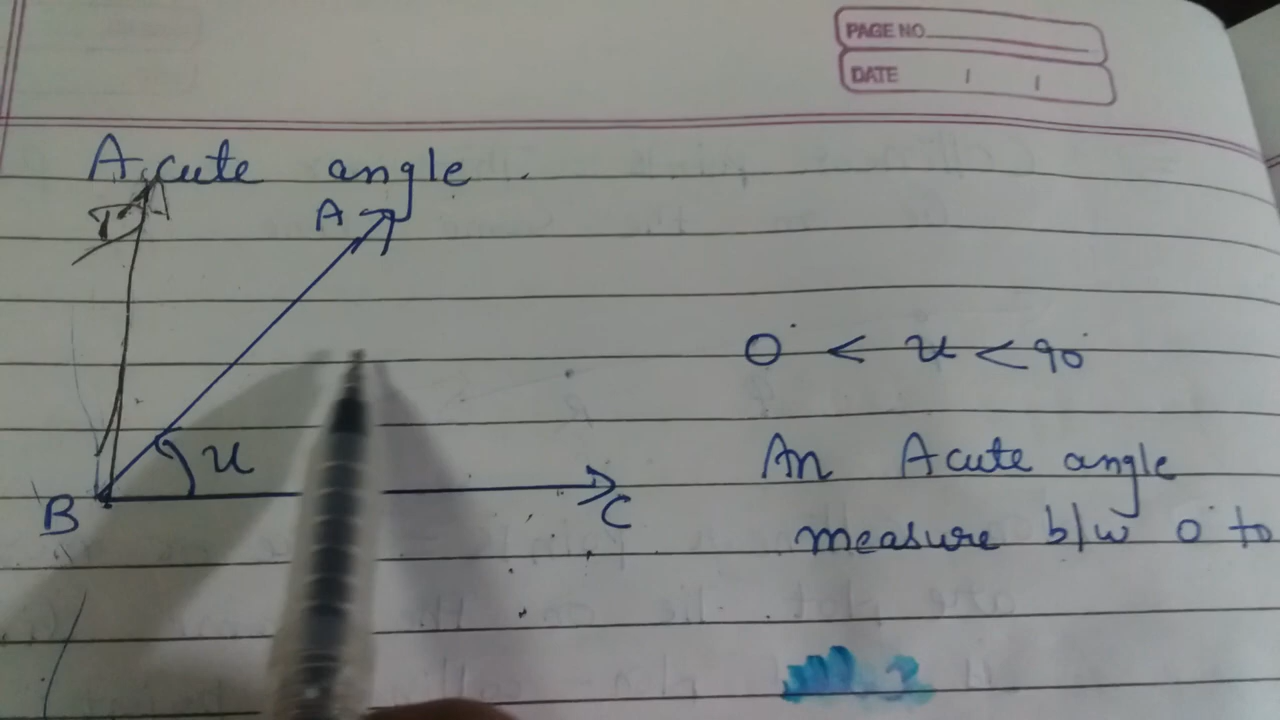 PAGE NO.
DATE / /
Acute angle.
A
0° < x < 90°
x
B
C
An Acute angle
measure b/w 0° to